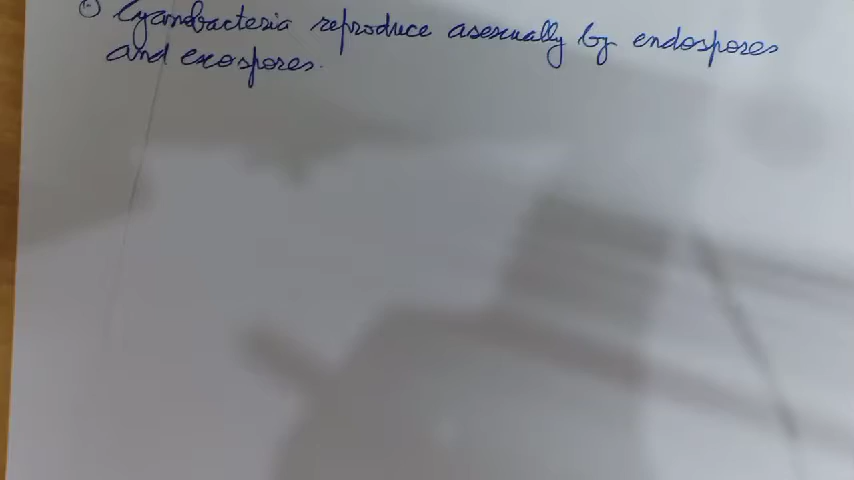 Cyanobacteria reproduce asexually by endospores
and exospores.